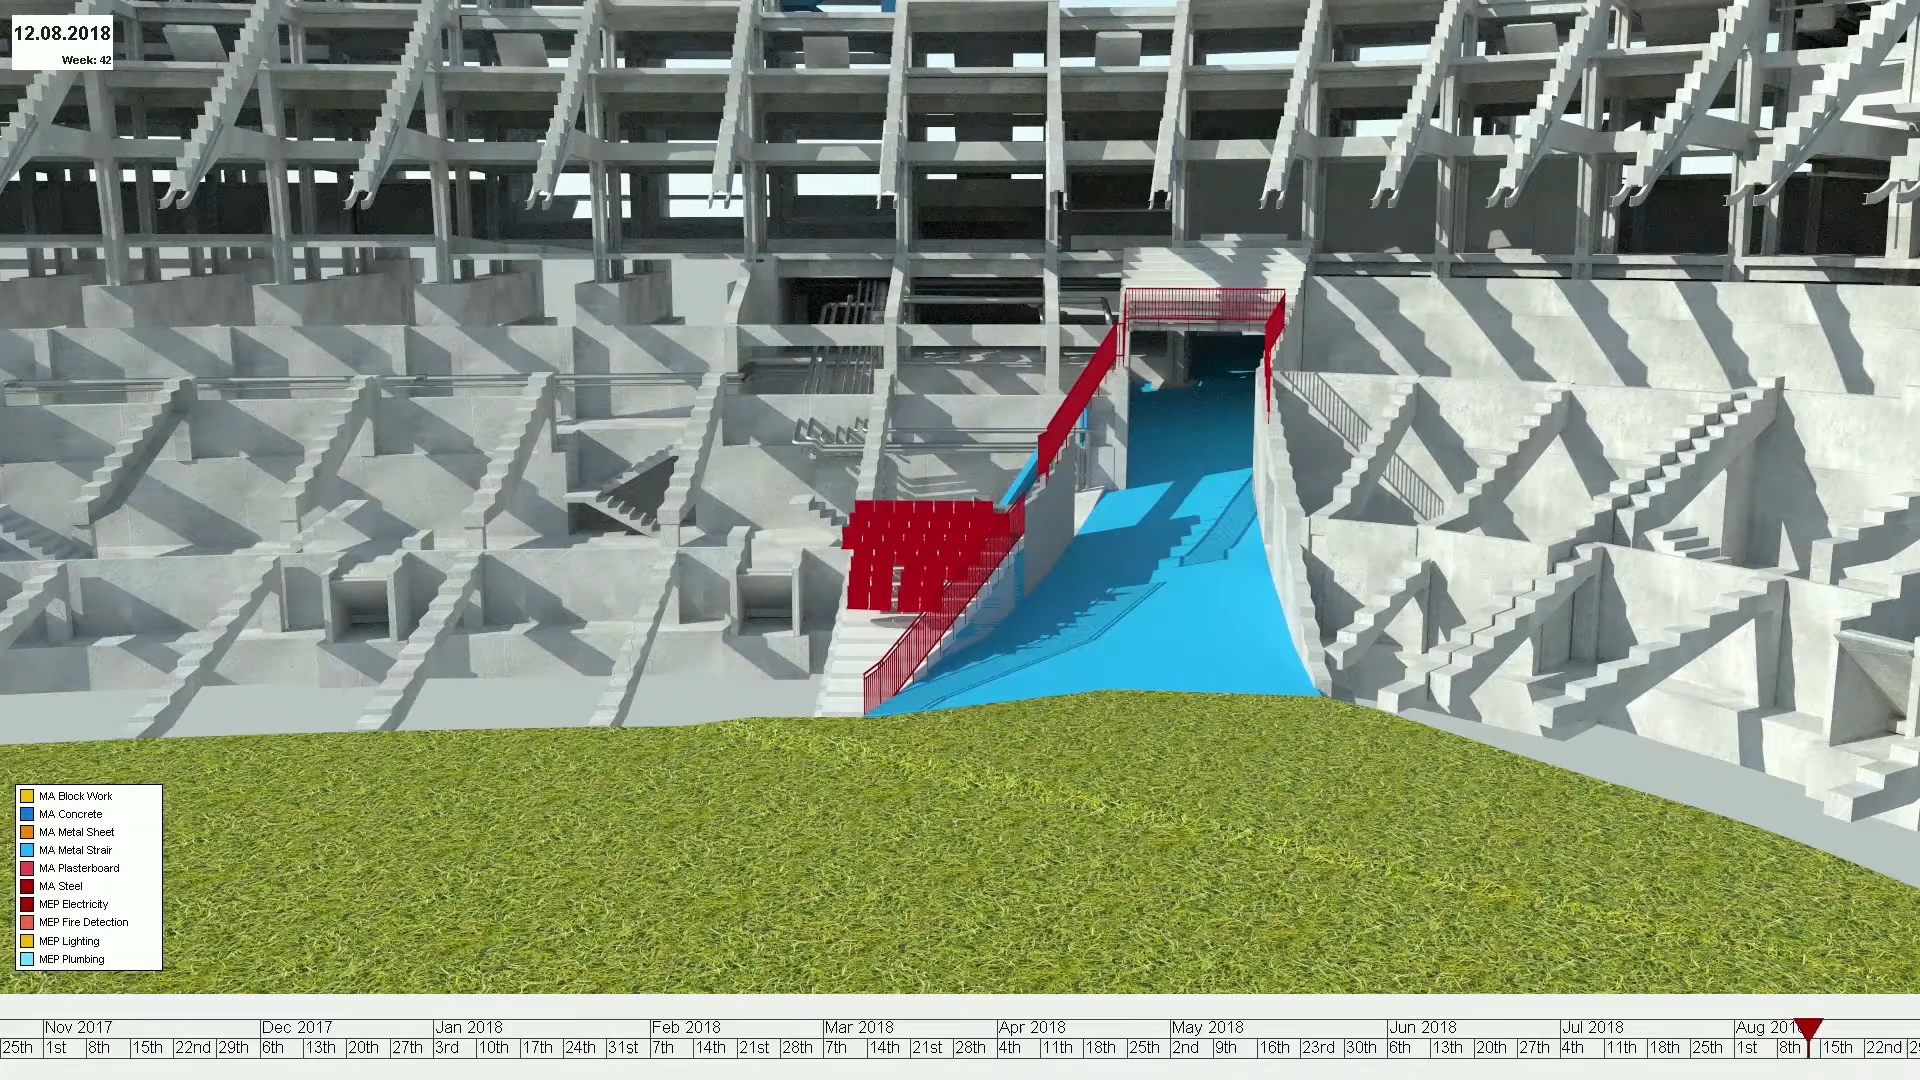 12.08.2018
Week: 42
MA Block Work
MA Concrete
MA Metal Sheet
MA Metal Strair
MA Plasterboard
MA Steel
MEP Electricity
MEP Fire Detection
MEP Lighting
MEP Plumbing
Nov 2017 Dec 2017 Jan 2018 Feb 2018 Mar 2018 Apr 2018 May 2018 Jun 2018 Jul 2018 Aug 201
25th 1st 8th 15th 22nd 29th 6th 13th 20th 27th 3rd 10th 17th 24th 31st 7th 14th 21st 28th 7th 14th 21st 28th 4th 11th 18th 25th 2nd 9th 16th 23rd 30th 6th 13th 20th 27th 4th 11th 18th 25th 1st 8th 15th 22nd